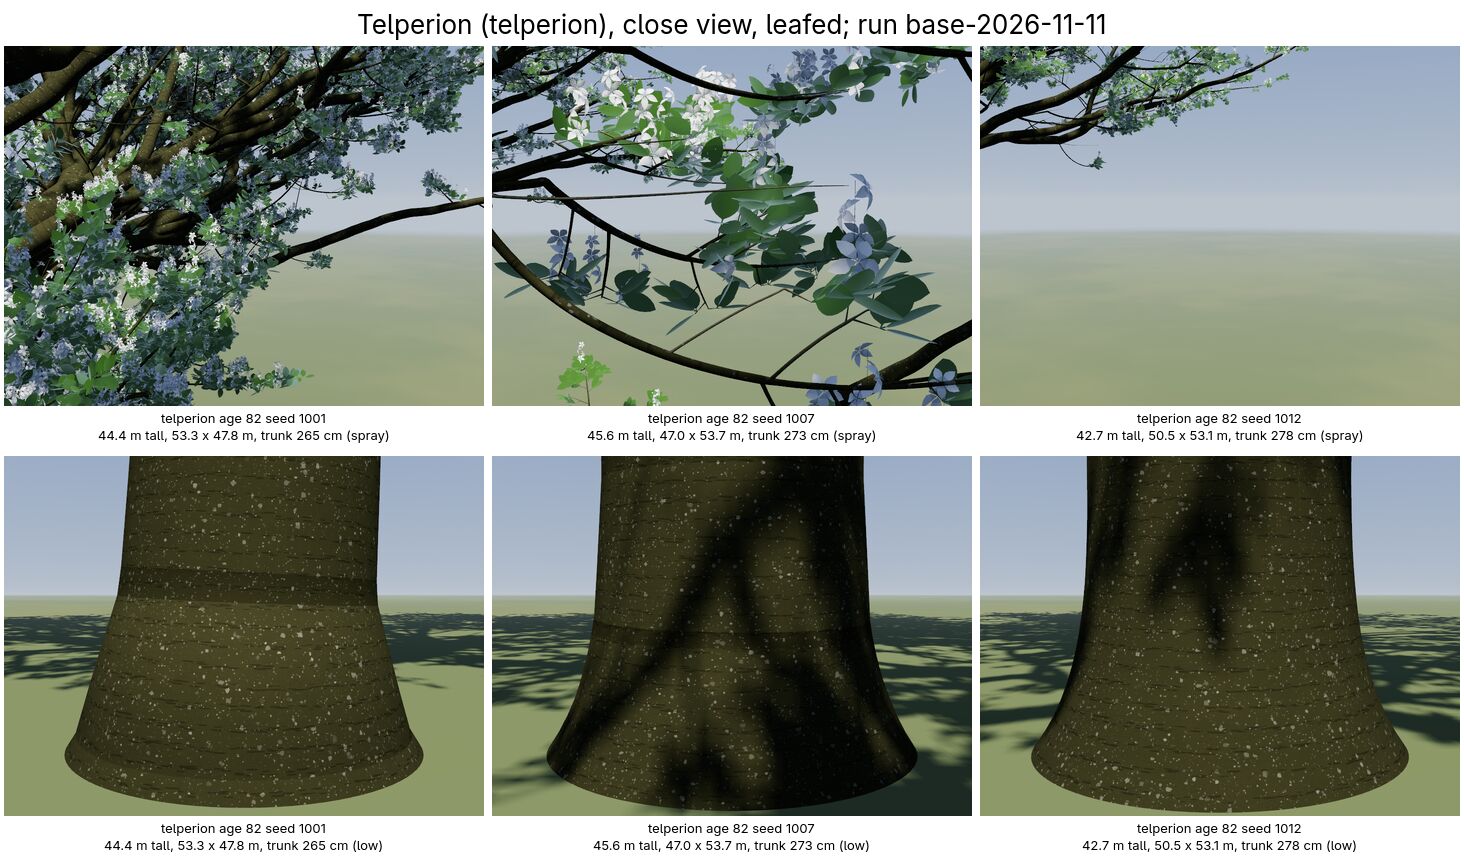 Telperion (telperion), close view, leafed; run base-2026-11-11
telperion age 82 seed 1001
44.4 m tall, 53.3 x 47.8 m, trunk 265 cm (spray)
telperion age 82 seed 1007
45.6 m tall, 47.0 x 53.7 m, trunk 273 cm (spray)
telperion age 82 seed 1012
42.7 m tall, 50.5 x 53.1 m, trunk 278 cm (spray)
telperion age 82 seed 1001
44.4 m tall, 53.3 x 47.8 m, trunk 265 cm (low)
telperion age 82 seed 1007
45.6 m tall, 47.0 x 53.7 m, trunk 273 cm (low)
telperion age 82 seed 1012
42.7 m tall, 50.5 x 53.1 m, trunk 278 cm (low)